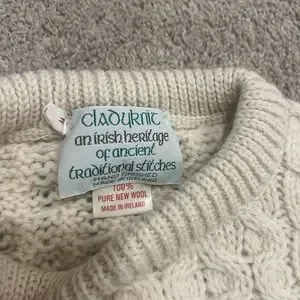 cladyknit
an irish heritage
of ancient
traditional stitches
HAND FINISHED
MADE IN IRELAND
100%
PURE NEW WOOL
MADE IN IRELAND